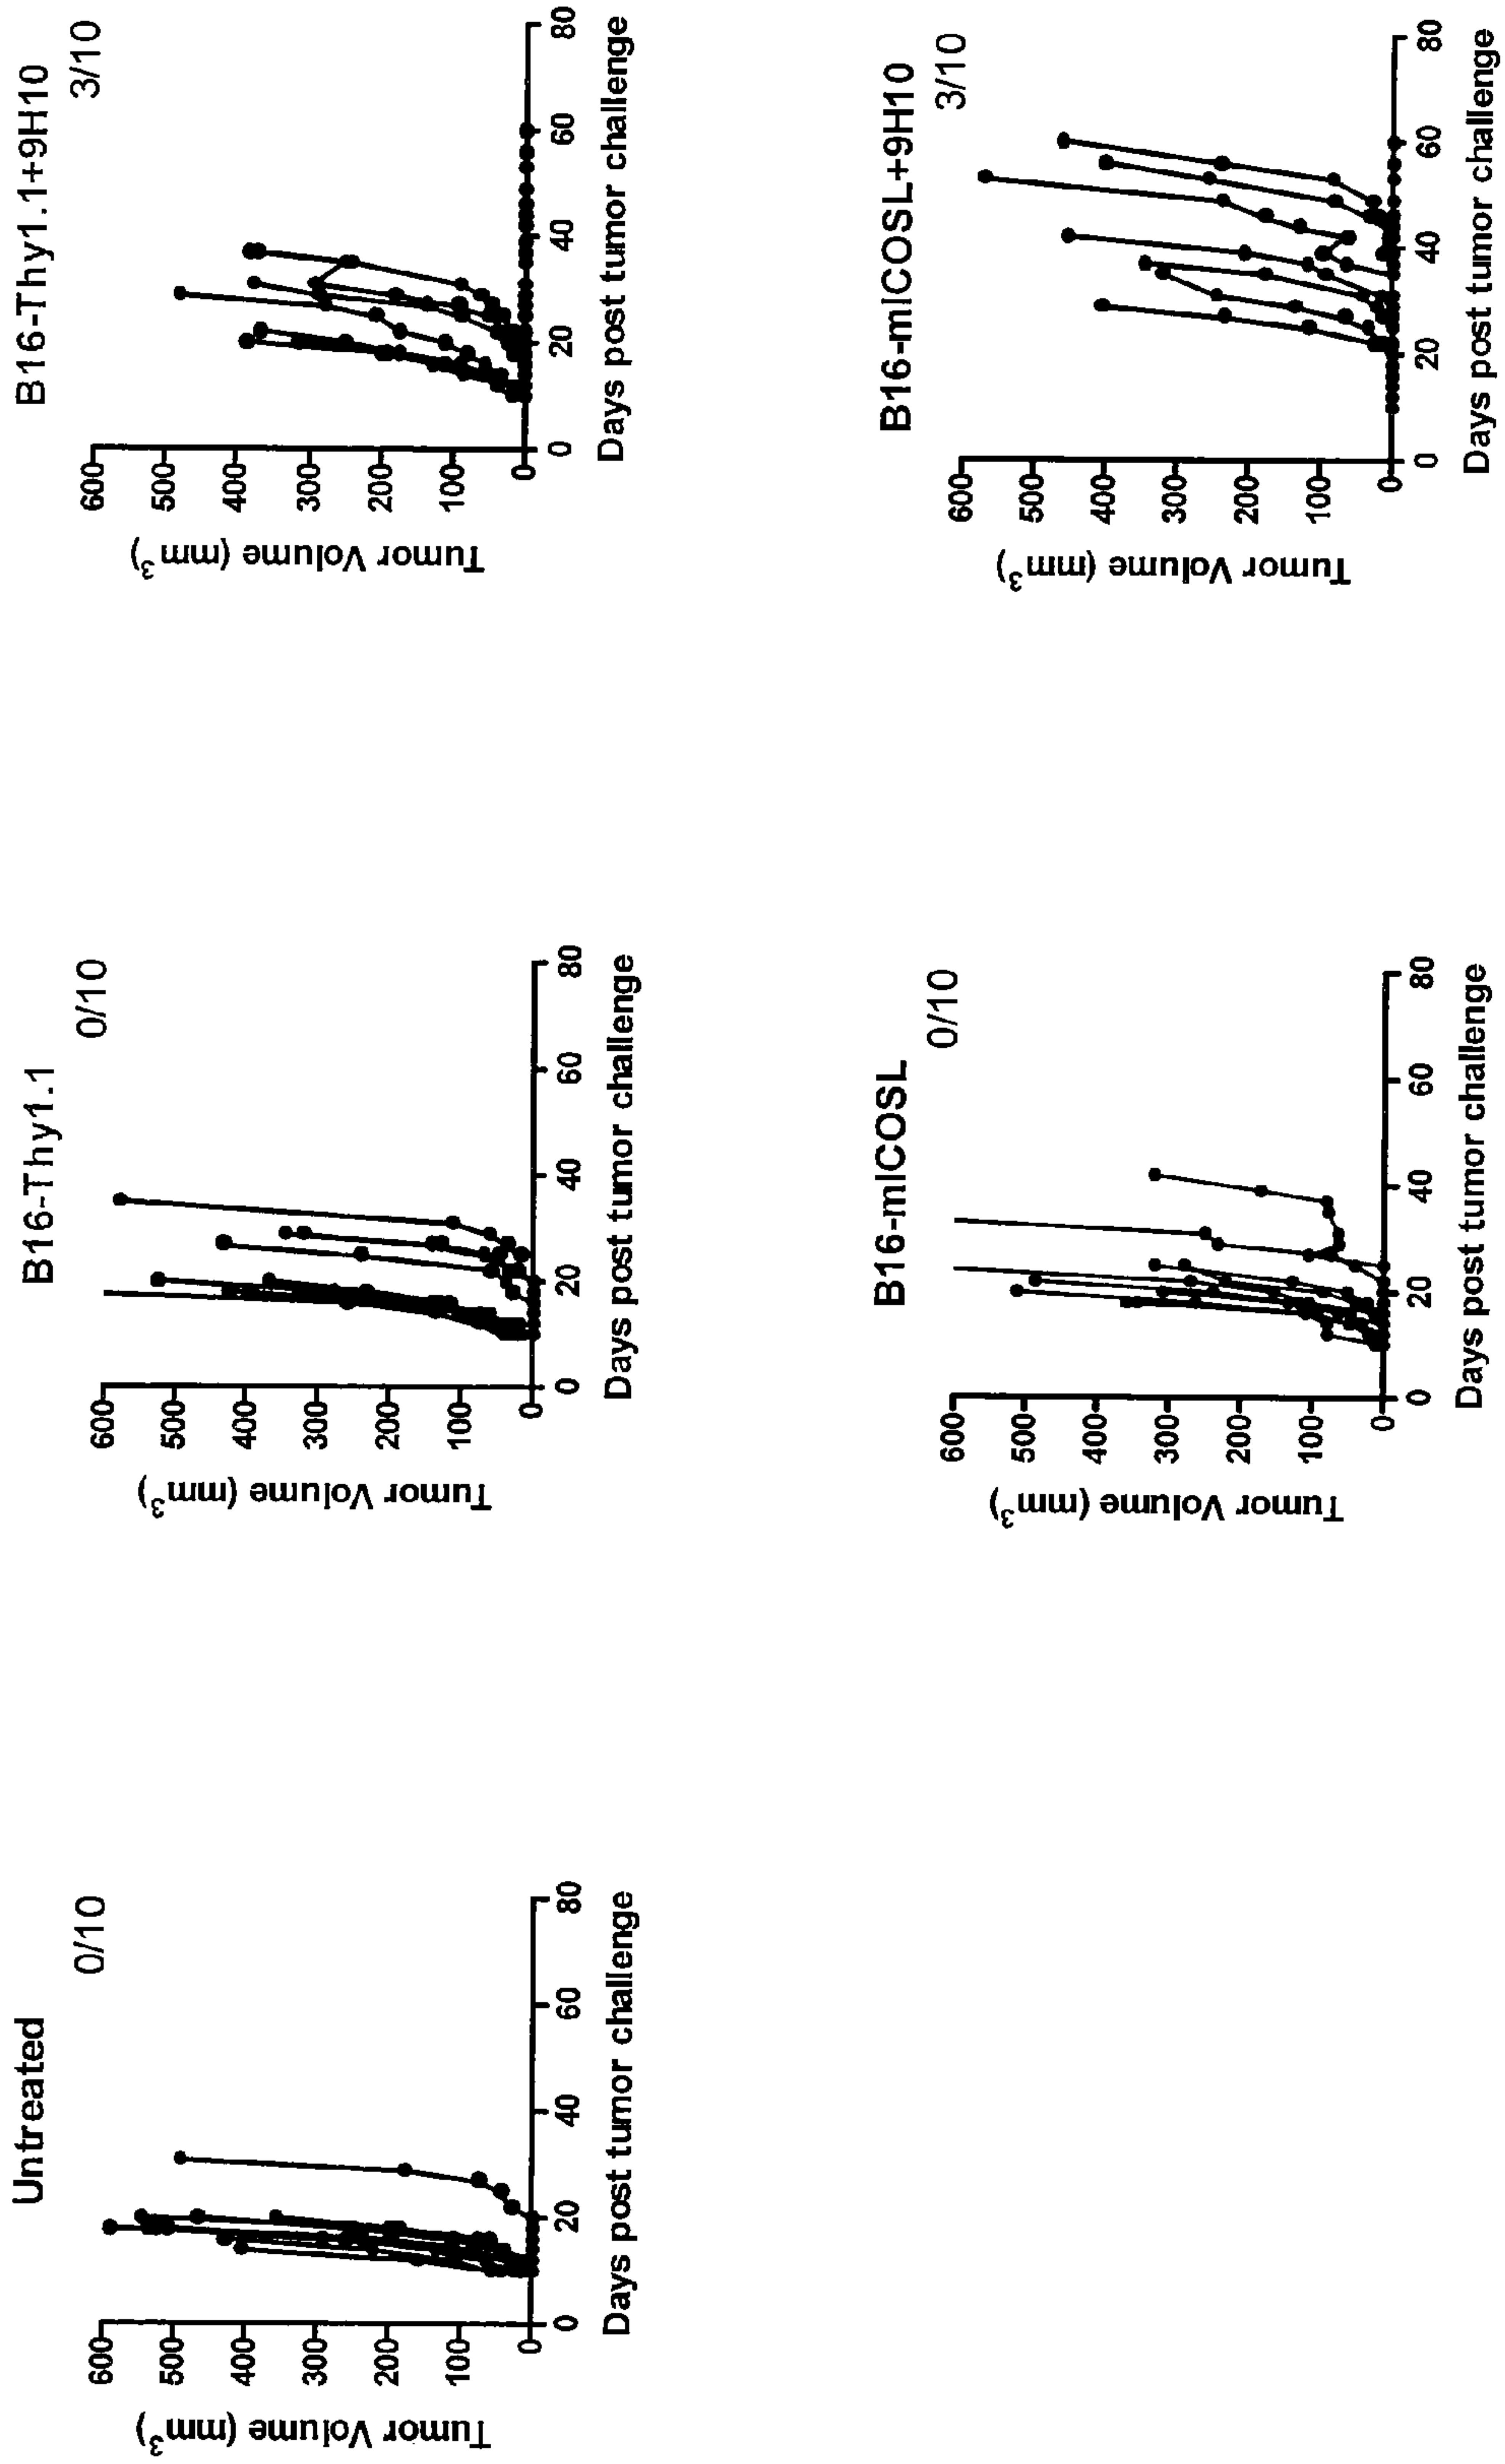 Untreated
0/10
Tumor Volume (mm3)
600
500
400
300
200
100
0
0 20 40 60 80
Days post tumor challenge
B16-Thy1.1
0/10
Tumor Volume (mm3)
600
500
400
300
200
100
0
0 20 40 60 80
Days post tumor challenge
B16-Thy1.1+9H10
3/10
Tumor Volume (mm3)
600
500
400
300
200
100
0
0 20 40 60 80
Days post tumor challenge
B16-mICOSL
0/10
Tumor Volume (mm3)
600
500
400
300
200
100
0
0 20 40 60 80
Days post tumor challenge
B16-mICOSL+9H10
3/10
Tumor Volume (mm3)
600
500
400
300
200
100
0
0 20 40 60 80
Days post tumor challenge